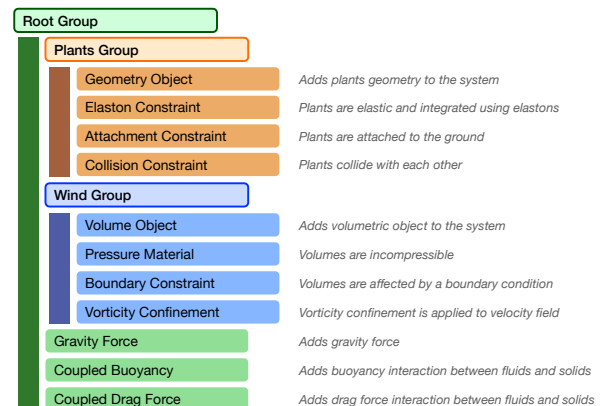 Root Group
Plants Group
Geometry Object Adds plants geometry to the system
Elaston Constraint Plants are elastic and integrated using elastons
Attachment Constraint Plants are attached to the ground
Collision Constraint Plants collide with each other
Wind Group
Volume Object Adds volumetric object to the system
Pressure Material Volumes are incompressible
Boundary Constraint Volumes are affected by a boundary condition
Vorticity Confinement Vorticity confinement is applied to velocity field
Gravity Force Adds gravity force
Coupled Buoyancy Adds buoyancy interaction between fluids and solids
Coupled Drag Force Adds drag force interaction between fluids and solids